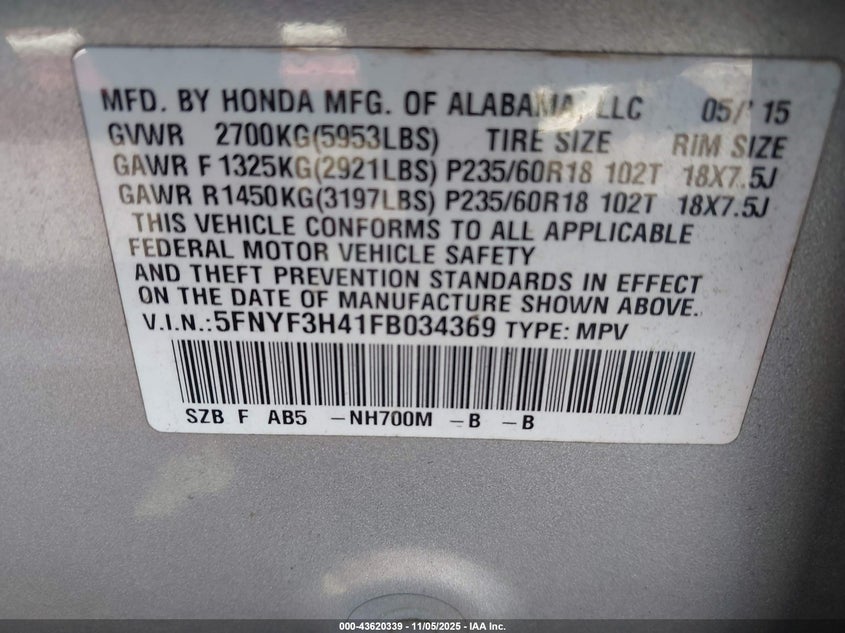 MFD. BY HONDA MFG. OF ALABAMA, LLC 05/'15
GVWR 2700KG(5953LBS) TIRE SIZE RIM SIZE
GAWR F 1325KG(2921LBS) P235/60R18 102T 18X7.5J
GAWR R1450KG(3197LBS) P235/60R18 102T 18X7.5J
THIS VEHICLE CONFORMS TO ALL APPLICABLE
FEDERAL MOTOR VEHICLE SAFETY
AND THEFT PREVENTION STANDARDS IN EFFECT
ON THE DATE OF MANUFACTURE SHOWN ABOVE.
V.I.N.:5FNYF3H41FB034369 TYPE: MPV
SZB F AB5 -NH700M -B -B
000-43620339 - 11/05/2025 - IAA Inc.